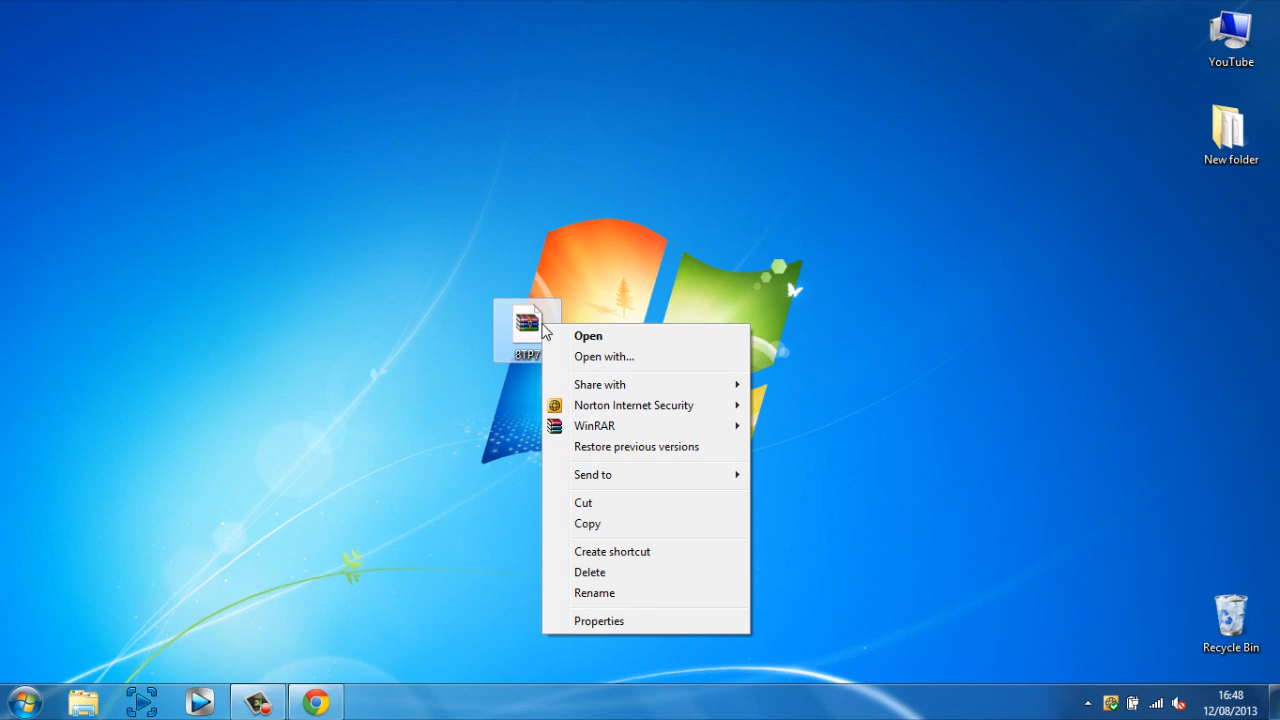 YouTube
New folder
8TP7
Open
Open with...
Share with
Norton Internet Security
WinRAR
Restore previous versions
Send to
Cut
Copy
Create shortcut
Delete
Rename
Properties
Recycle Bin
16:48
12/08/2013